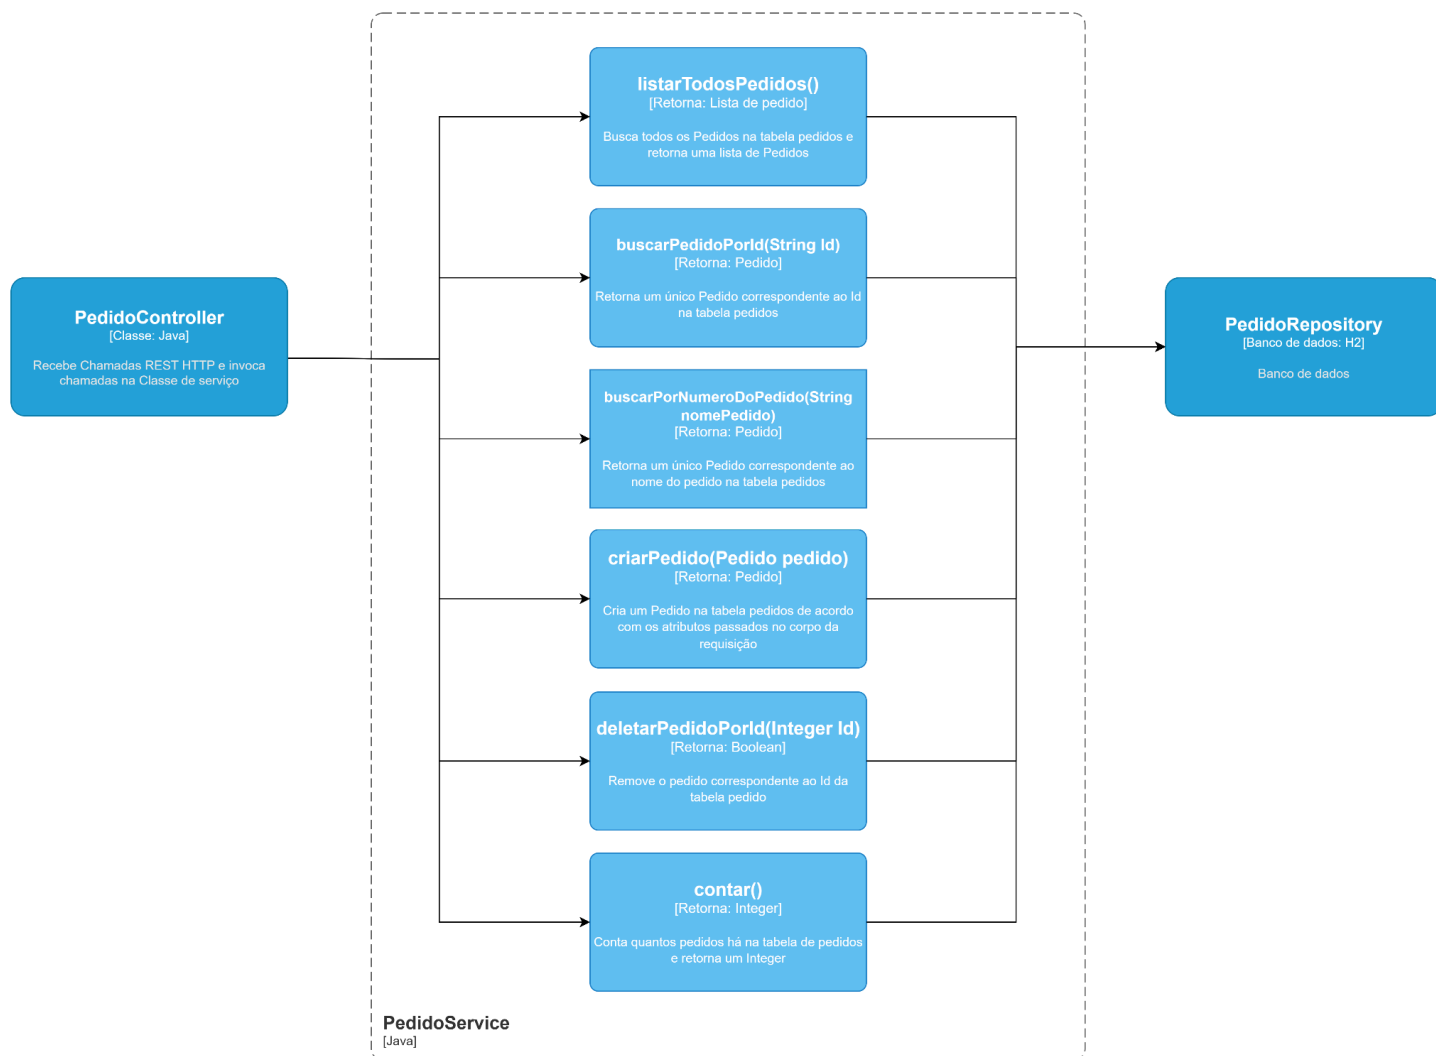 listarTodosPedidos()
[Retorna: Lista de pedido]
Busca todos os Pedidos na tabela pedidos e
retorna uma lista de Pedidos
buscarPedidoPorId(String Id)
[Retorna: Pedido]
Retorna um único Pedido correspondente ao Id
na tabela pedidos
PedidoController
[Classe: Java]
Recebe Chamadas REST HTTP e invoca
chamadas na Classe de serviço
PedidoRepository
[Banco de dados: H2]
Banco de dados
buscarPorNumeroDoPedido(String
nomePedido)
[Retorna: Pedido]
Retorna um único Pedido correspondente ao
nome do pedido na tabela pedidos
criarPedido(Pedido pedido)
[Retorna: Pedido]
Cria um Pedido na tabela pedidos de acordo
com os atributos passados no corpo da
requisição
deletarPedidoPorId(Integer Id)
[Retorna: Boolean]
Remove o pedido correspondente ao Id da
tabela pedido
contar()
[Retorna: Integer]
Conta quantos pedidos há na tabela de pedidos
e retorna um Integer
PedidoService
[Java]